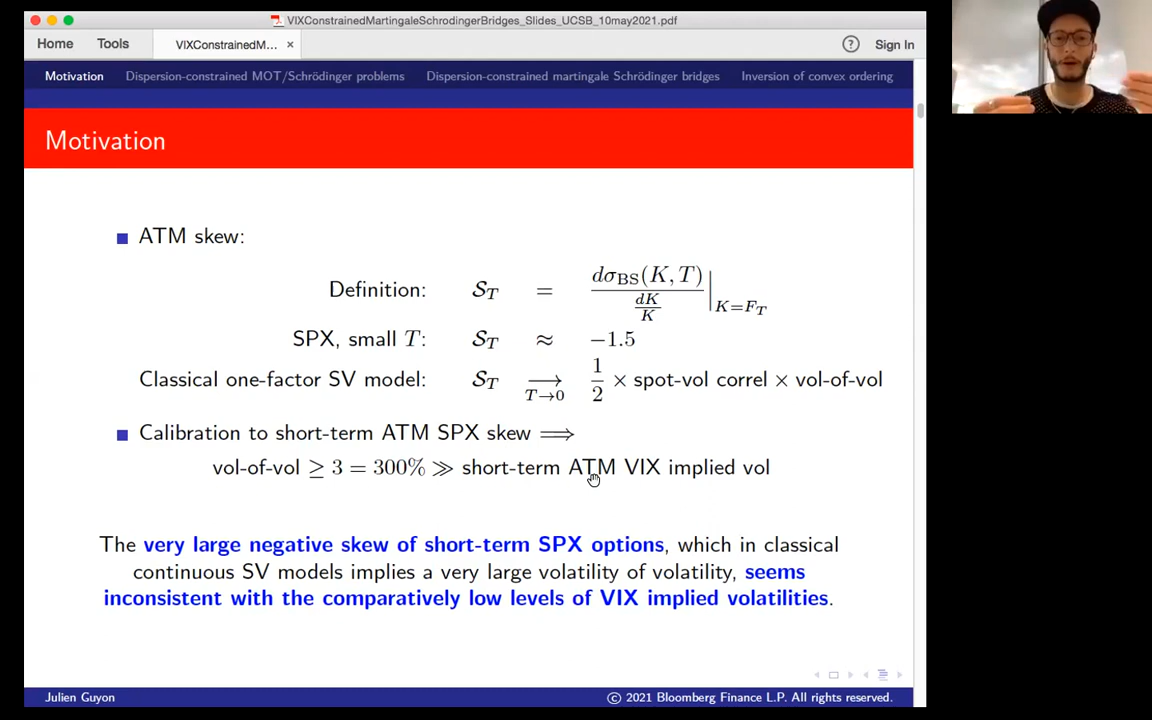 VIXConstrainedMartingaleSchrodingerBridges_Slides_UCSB_10may2021.pdf
Home Tools VIXConstrainedM... × ? Sign In
Motivation Dispersion-constrained MOT/Schrödinger problems Dispersion-constrained martingale Schrödinger bridges Inversion of convex ordering
Motivation
ATM skew:
Definition: 𝒮_T = dσ_BS(K, T) / (dK/K) |_{K=F_T}
SPX, small T: 𝒮_T ≈ −1.5
Classical one-factor SV model: 𝒮_T ⟶_{T→0} 1/2 × spot-vol correl × vol-of-vol
Calibration to short-term ATM SPX skew ⟹
vol-of-vol ≥ 3 = 300% ≫ short-term ATM VIX implied vol
The very large negative skew of short-term SPX options, which in classical
continuous SV models implies a very large volatility of volatility, seems
inconsistent with the comparatively low levels of VIX implied volatilities.
Julien Guyon © 2021 Bloomberg Finance L.P. All rights reserved.